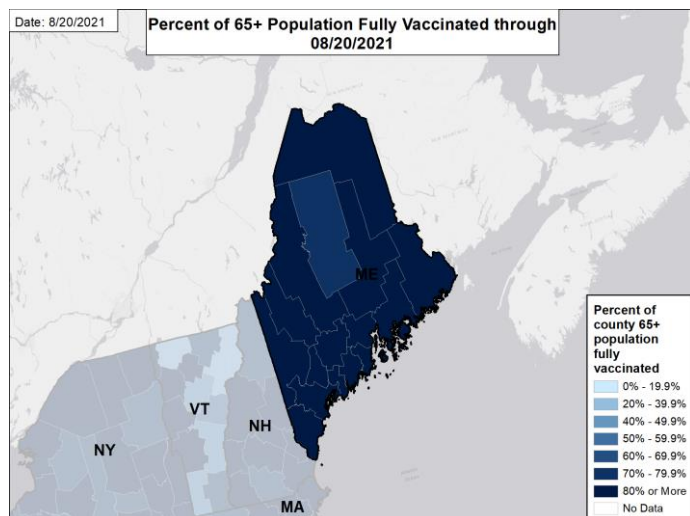 Date: 8/20/2021
Percent of 65+ Population Fully Vaccinated through
08/20/2021
ME
VT
NH
NY
MA
Percent of
county 65+
population
fully
vaccinated
0% - 19.9%
20% - 39.9%
40% - 49.9%
50% - 59.9%
60% - 69.9%
70% - 79.9%
80% or More
No Data